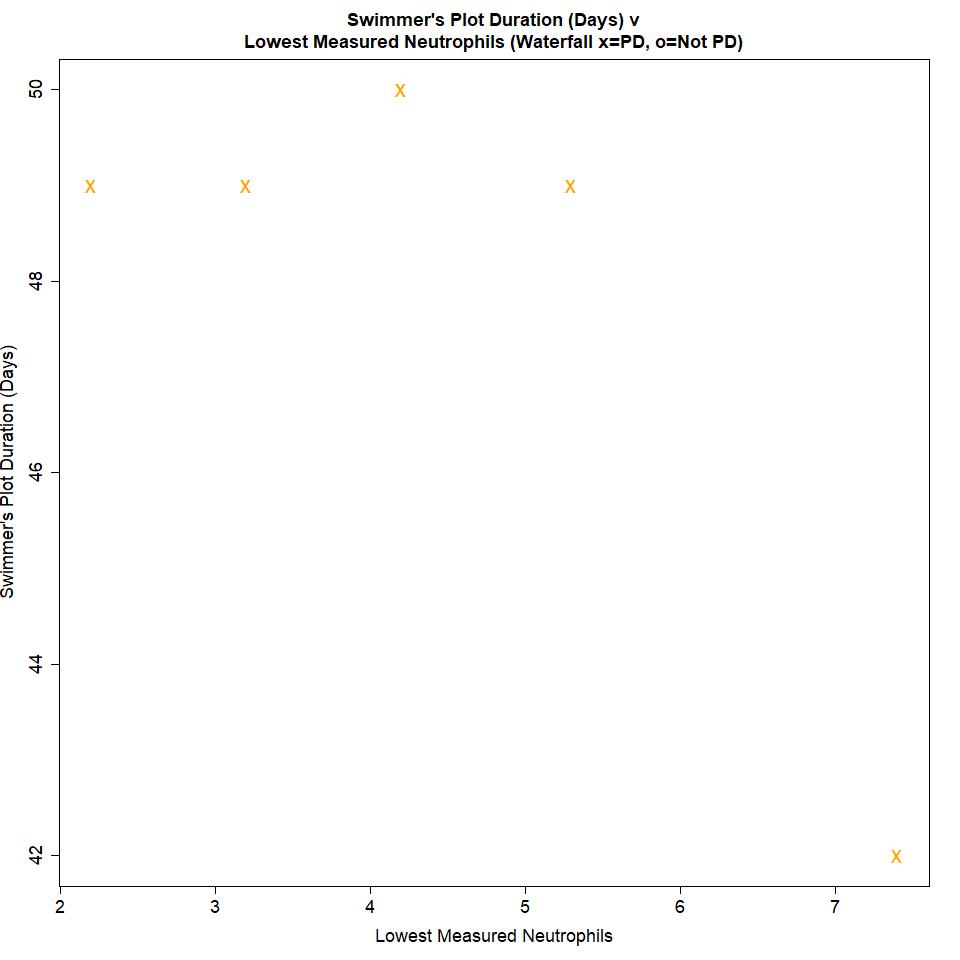 Swimmer's Plot Duration (Days) v
Lowest Measured Neutrophils (Waterfall x=PD, o=Not PD)
Swimmer's Plot Duration (Days)
50
48
46
44
42
X
X
X
X
X
2 3 4 5 6 7
Lowest Measured Neutrophils